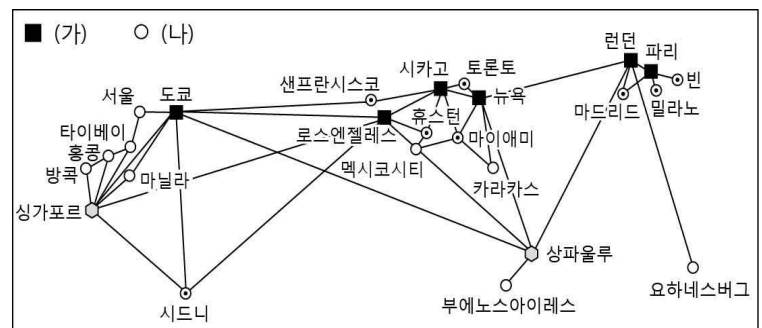 (가) (나)
런던
파리
시카고
토론토
빈
샌프란시스코
뉴욕
서울
도쿄
마드리드
밀라노
휴스턴
타이베이
로스엔젤레스
마이애미
홍콩
멕시코시티
방콕
마닐라
카라카스
싱가포르
상파울루
요하네스버그
부에노스아이레스
시드니